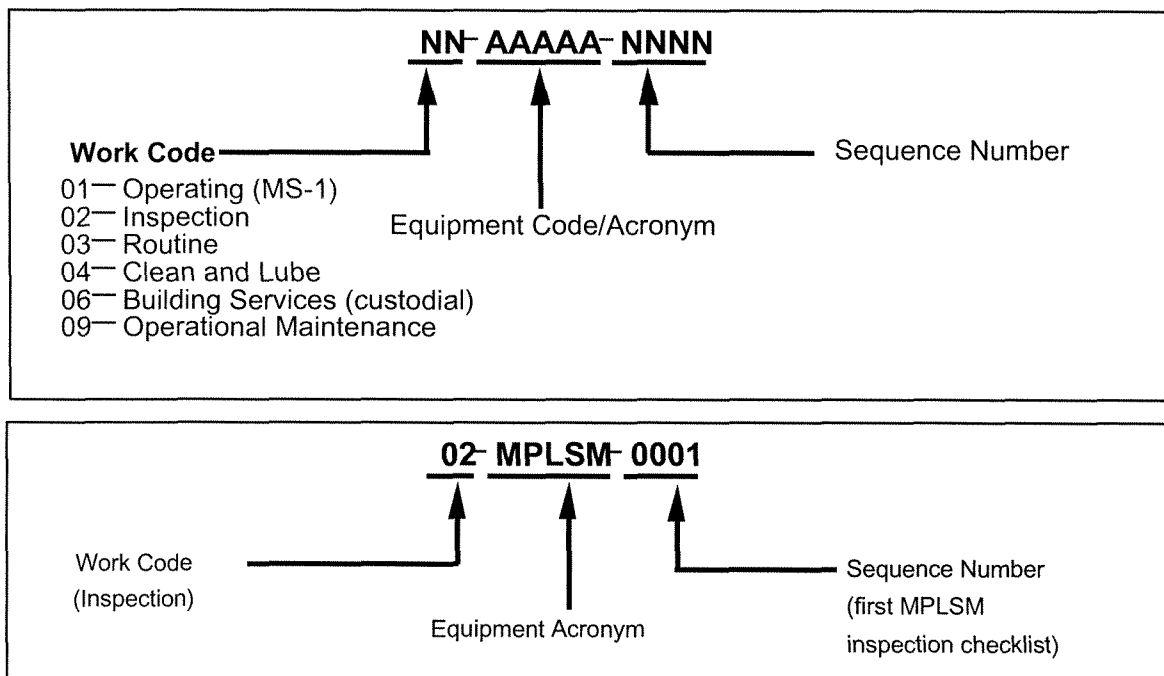 NN-AAAAA-NNNN
Work Code
Sequence Number
01— Operating (MS-1)
02— Inspection
Equipment Code/Acronym
03— Routine
04— Clean and Lube
06— Building Services (custodial)
09— Operational Maintenance
02-MPLSM-0001
Work Code
(Inspection)
Sequence Number
(first MPLSM
inspection checklist)
Equipment Acronym